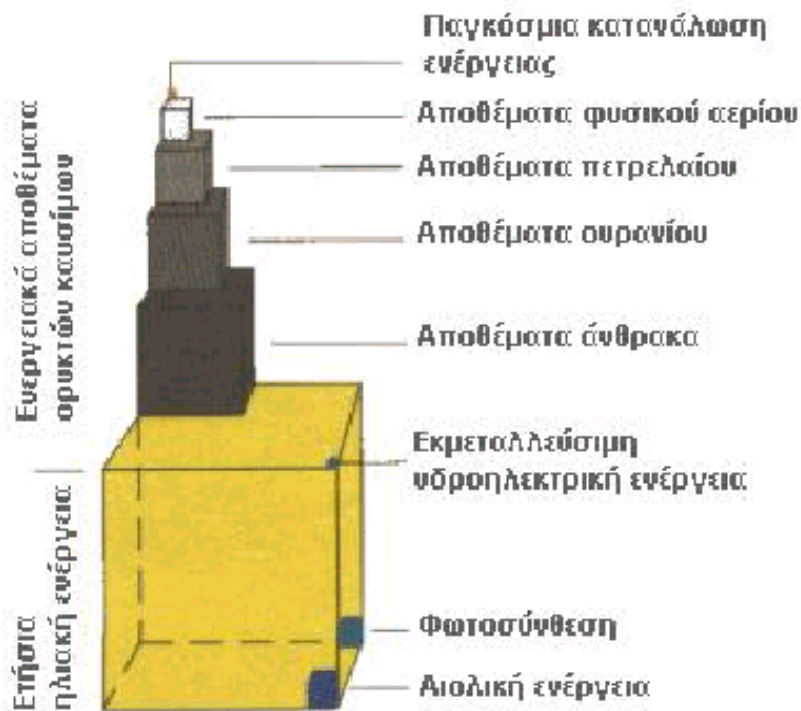 Παγκόσμια κατανάλωση
ενέργειας
Αποθέματα φυσικού αερίου
Αποθέματα πετρελαίου
Αποθέματα ουρανίου
Αποθέματα άνθρακα
Εκμεταλλεύσιμη
υδροηλεκτρική ενέργεια
Φωτοσύνθεση
Αιολική ενέργεια
Ευεργειακά αποθέματα
ορυκτών καυσίμων
Ετήσια
ηλιακή ενέργεια